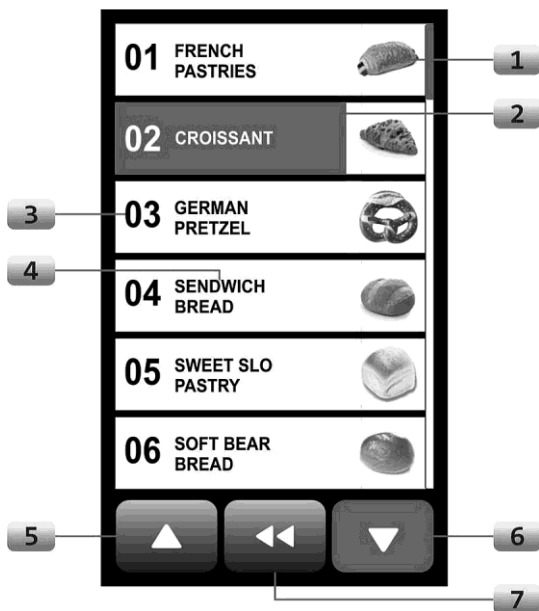 01 FRENCH
PASTRIES
1
02 CROISSANT
2
3
03 GERMAN
PRETZEL
4
04 SENDWICH
BREAD
05 SWEET SLO
PASTRY
06 SOFT BEAR
BREAD
5
6
7